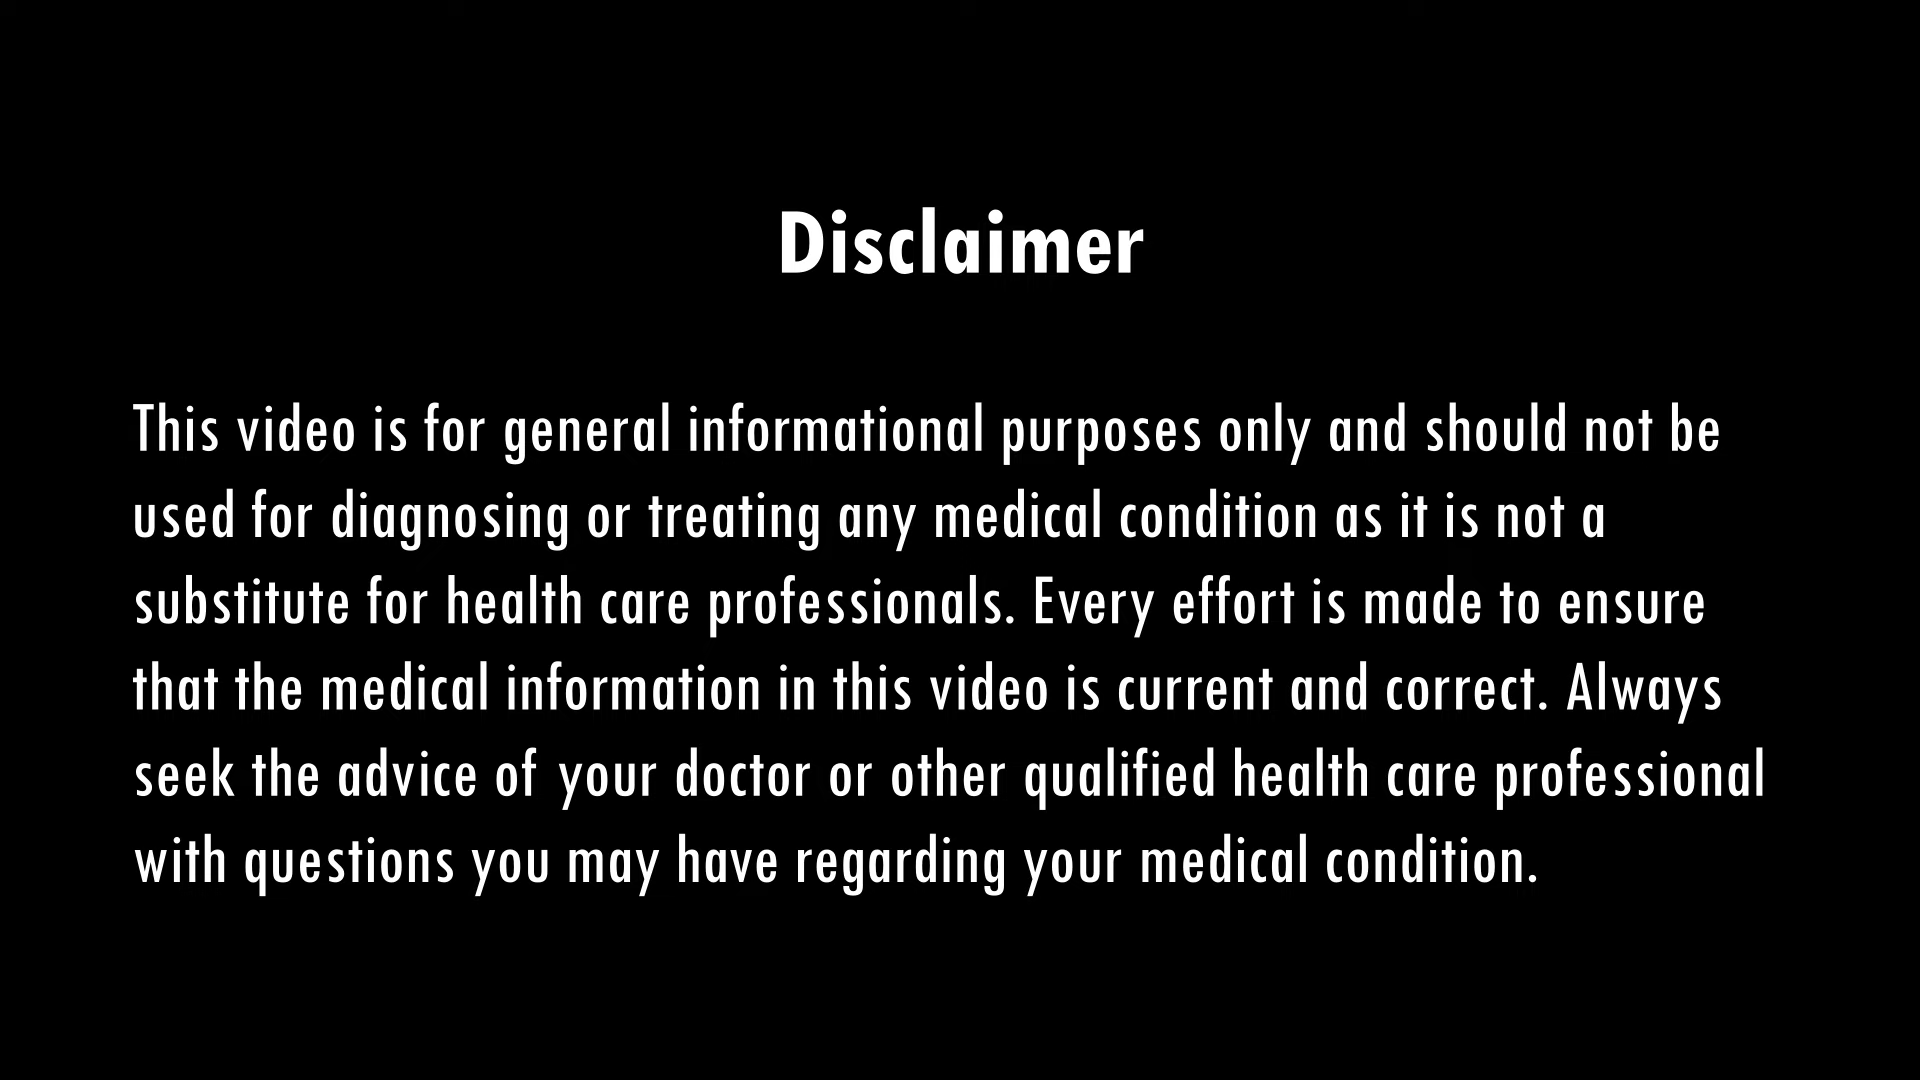 Disclaimer
This video is for general informational purposes only and should not be
used for diagnosing or treating any medical condition as it is not a
substitute for health care professionals. Every effort is made to ensure
that the medical information in this video is current and correct. Always
seek the advice of your doctor or other qualified health care professional
with questions you may have regarding your medical condition.